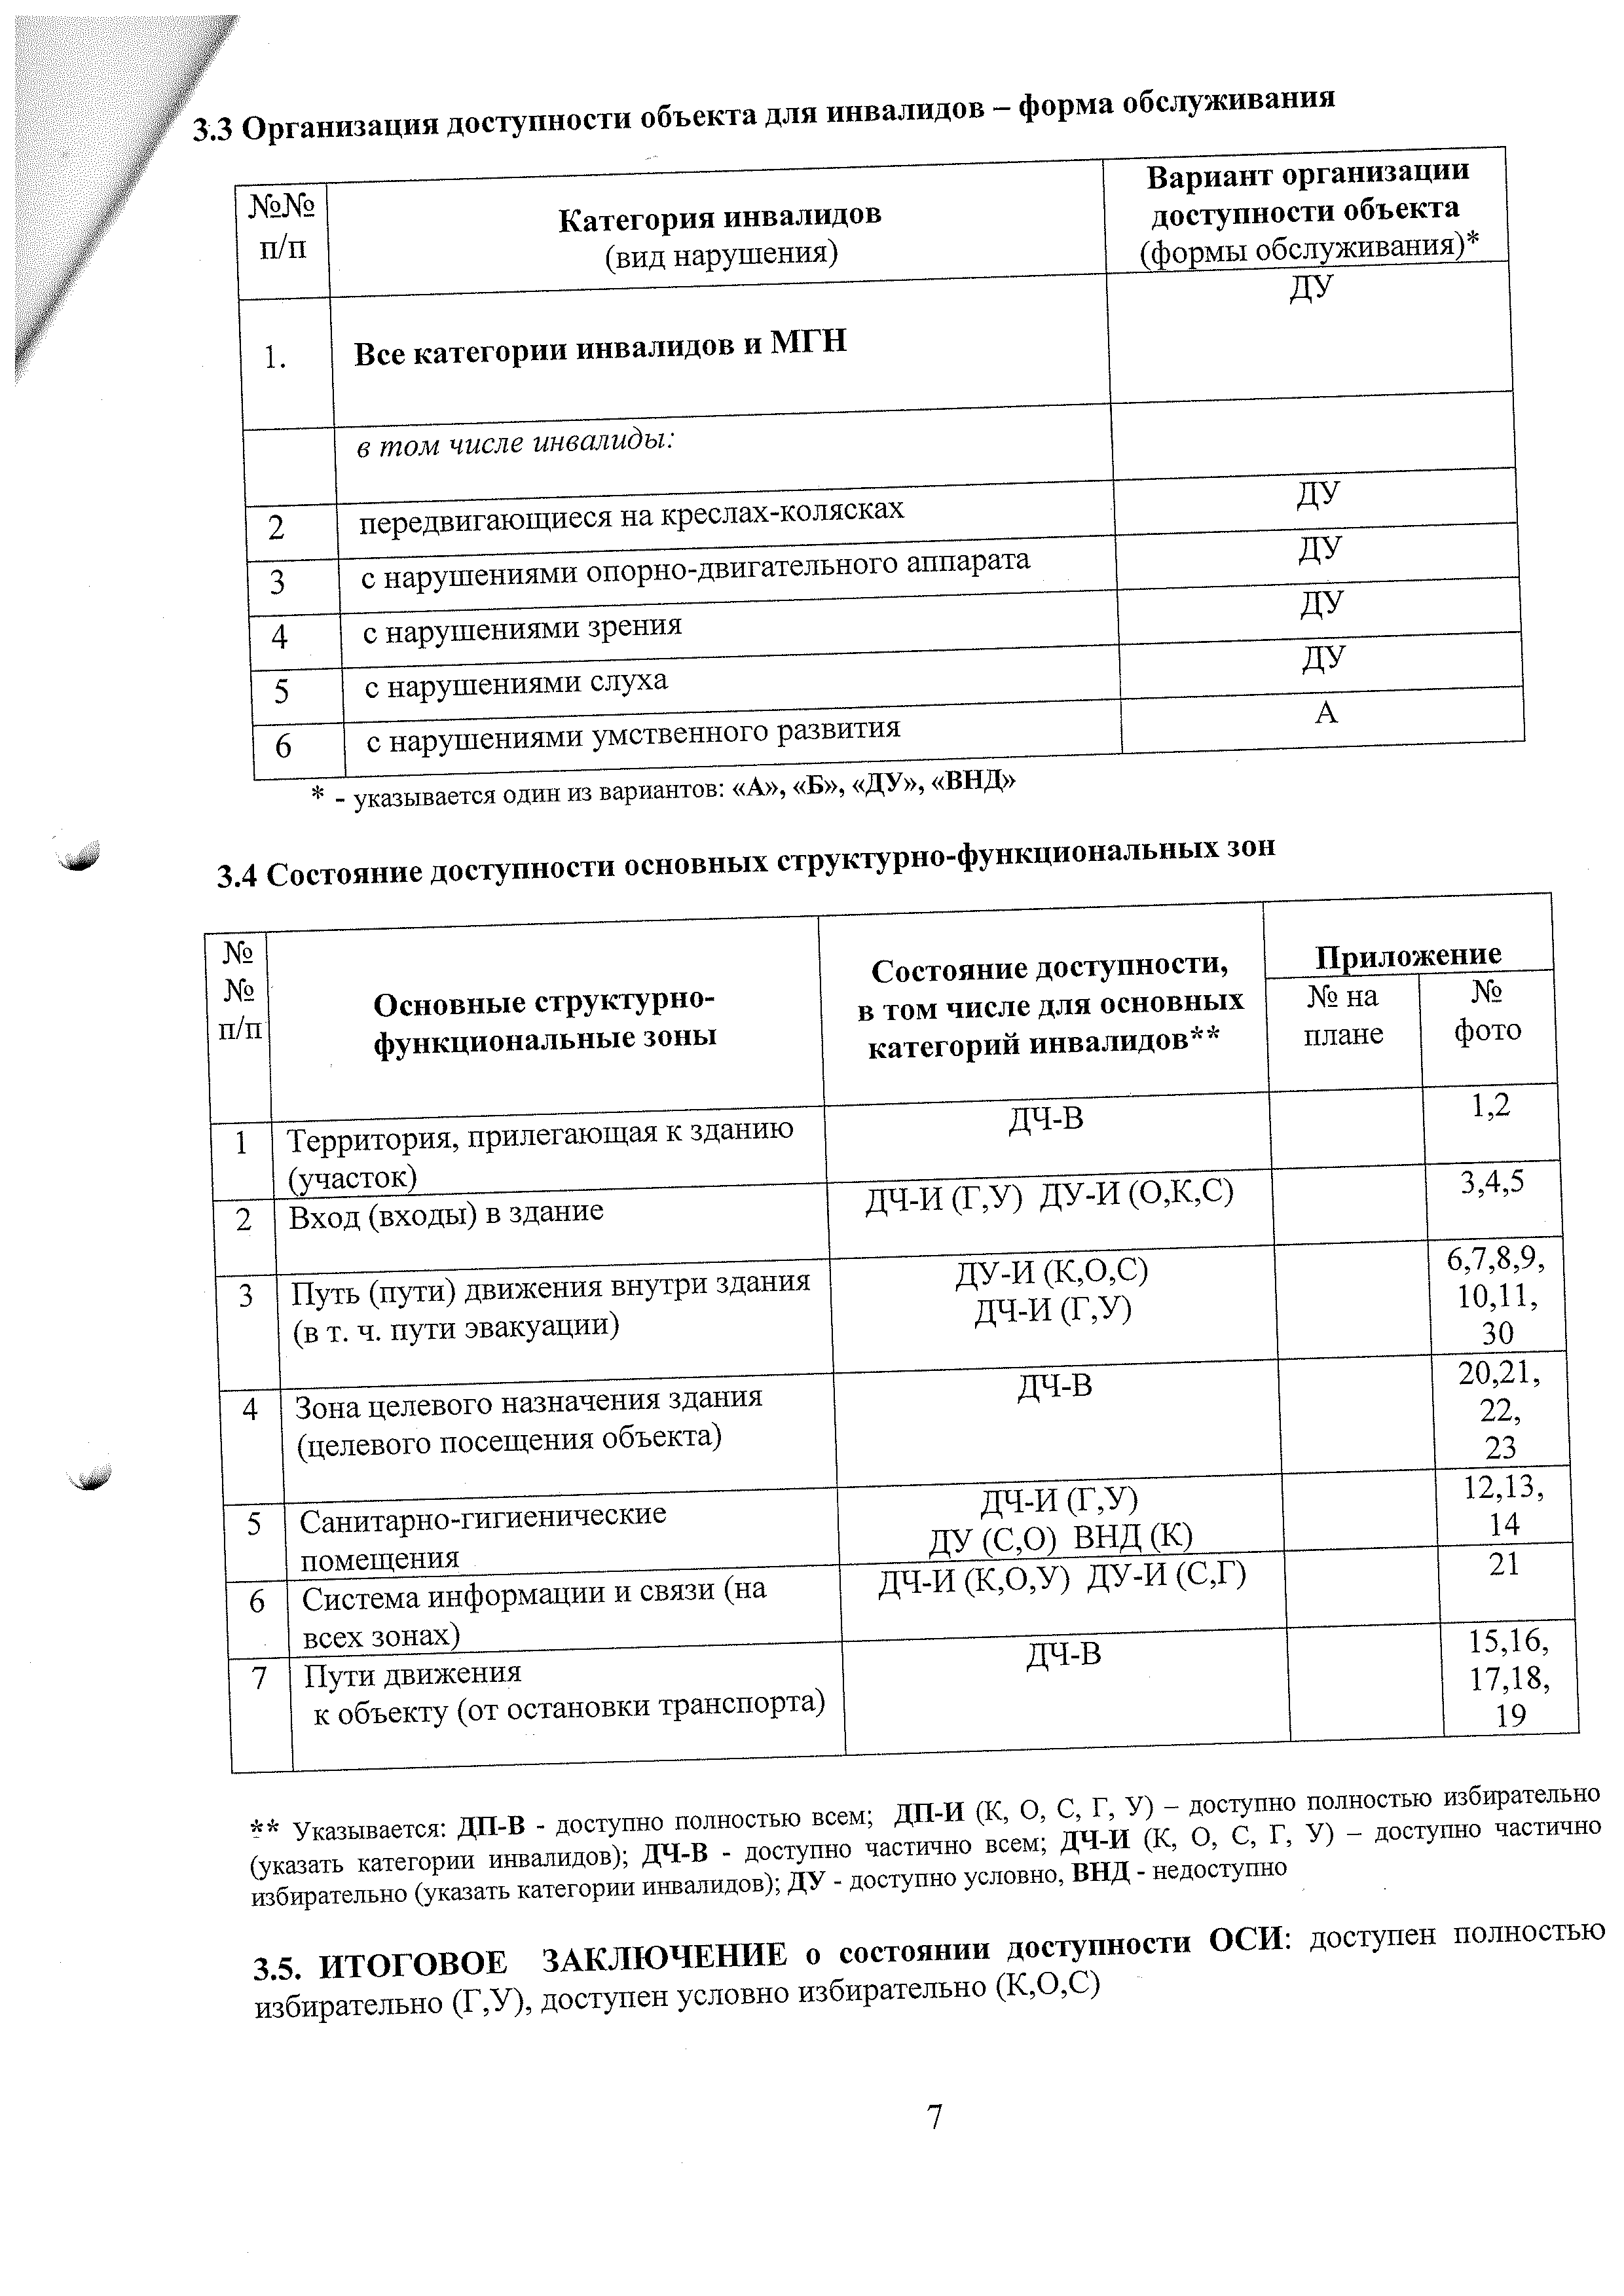 3.3 Организация доступности объекта для инвалидов – форма обслуживания
№№
п/п
Категория инвалидов
(вид нарушения)
Вариант организации
доступности объекта
(формы обслуживания)*
1.
Все категории инвалидов и МГН
ДУ
в том числе инвалиды:
2 передвигающиеся на креслах-колясках ДУ
3 с нарушениями опорно-двигательного аппарата ДУ
4 с нарушениями зрения ДУ
5 с нарушениями слуха ДУ
6 с нарушениями умственного развития А
* - указывается один из вариантов: «А», «Б», «ДУ», «ВНД»
3.4 Состояние доступности основных структурно-функциональных зон
№
№
п/п
Основные структурно-
функциональные зоны
Состояние доступности,
в том числе для основных
категорий инвалидов**
Приложение
№ на
плане
№
фото
1 Территория, прилегающая к зданию
(участок)
ДЧ-В
1,2
2 Вход (входы) в здание
ДЧ-И (Г,У) ДУ-И (О,К,С)
3,4,5
3 Путь (пути) движения внутри здания
(в т. ч. пути эвакуации)
ДУ-И (К,О,С)
ДЧ-И (Г,У)
6,7,8,9,
10,11,
30
4 Зона целевого назначения здания
(целевого посещения объекта)
ДЧ-В
20,21,
22,
23
5 Санитарно-гигиенические
помещения
ДЧ-И (Г,У)
ДУ (С,О) ВНД (К)
12,13,
14
6 Система информации и связи (на
всех зонах)
ДЧ-И (К,О,У) ДУ-И (С,Г)
21
7 Пути движения
к объекту (от остановки транспорта)
ДЧ-В
15,16,
17,18,
19
** Указывается: ДП-В - доступно полностью всем; ДП-И (К, О, С, Г, У) – доступно полностью избирательно
(указать категории инвалидов); ДЧ-В - доступно частично всем; ДЧ-И (К, О, С, Г, У) – доступно частично
избирательно (указать категории инвалидов); ДУ - доступно условно, ВНД - недоступно
3.5. ИТОГОВОЕ ЗАКЛЮЧЕНИЕ о состоянии доступности ОСИ: доступен полностью
избирательно (Г,У), доступен условно избирательно (К,О,С)
7